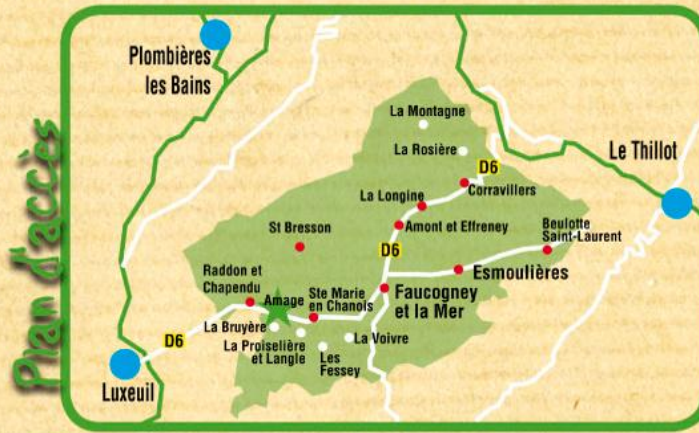 Plan d'accès
Plombières
les Bains
La Montagne
La Rosière
D6
Le Thillot
Corravillers
La Longine
Amont et Effreney
St Bresson
D6
Beulotte
Saint-Laurent
Esmoulières
Raddon et
Chapendu
Amage
Ste Marie
en Chanois
Faucogney
et la Mer
La Bruyère
D6
La Proiselière
et Langle
La Voivre
Les
Fessey
Luxeuil